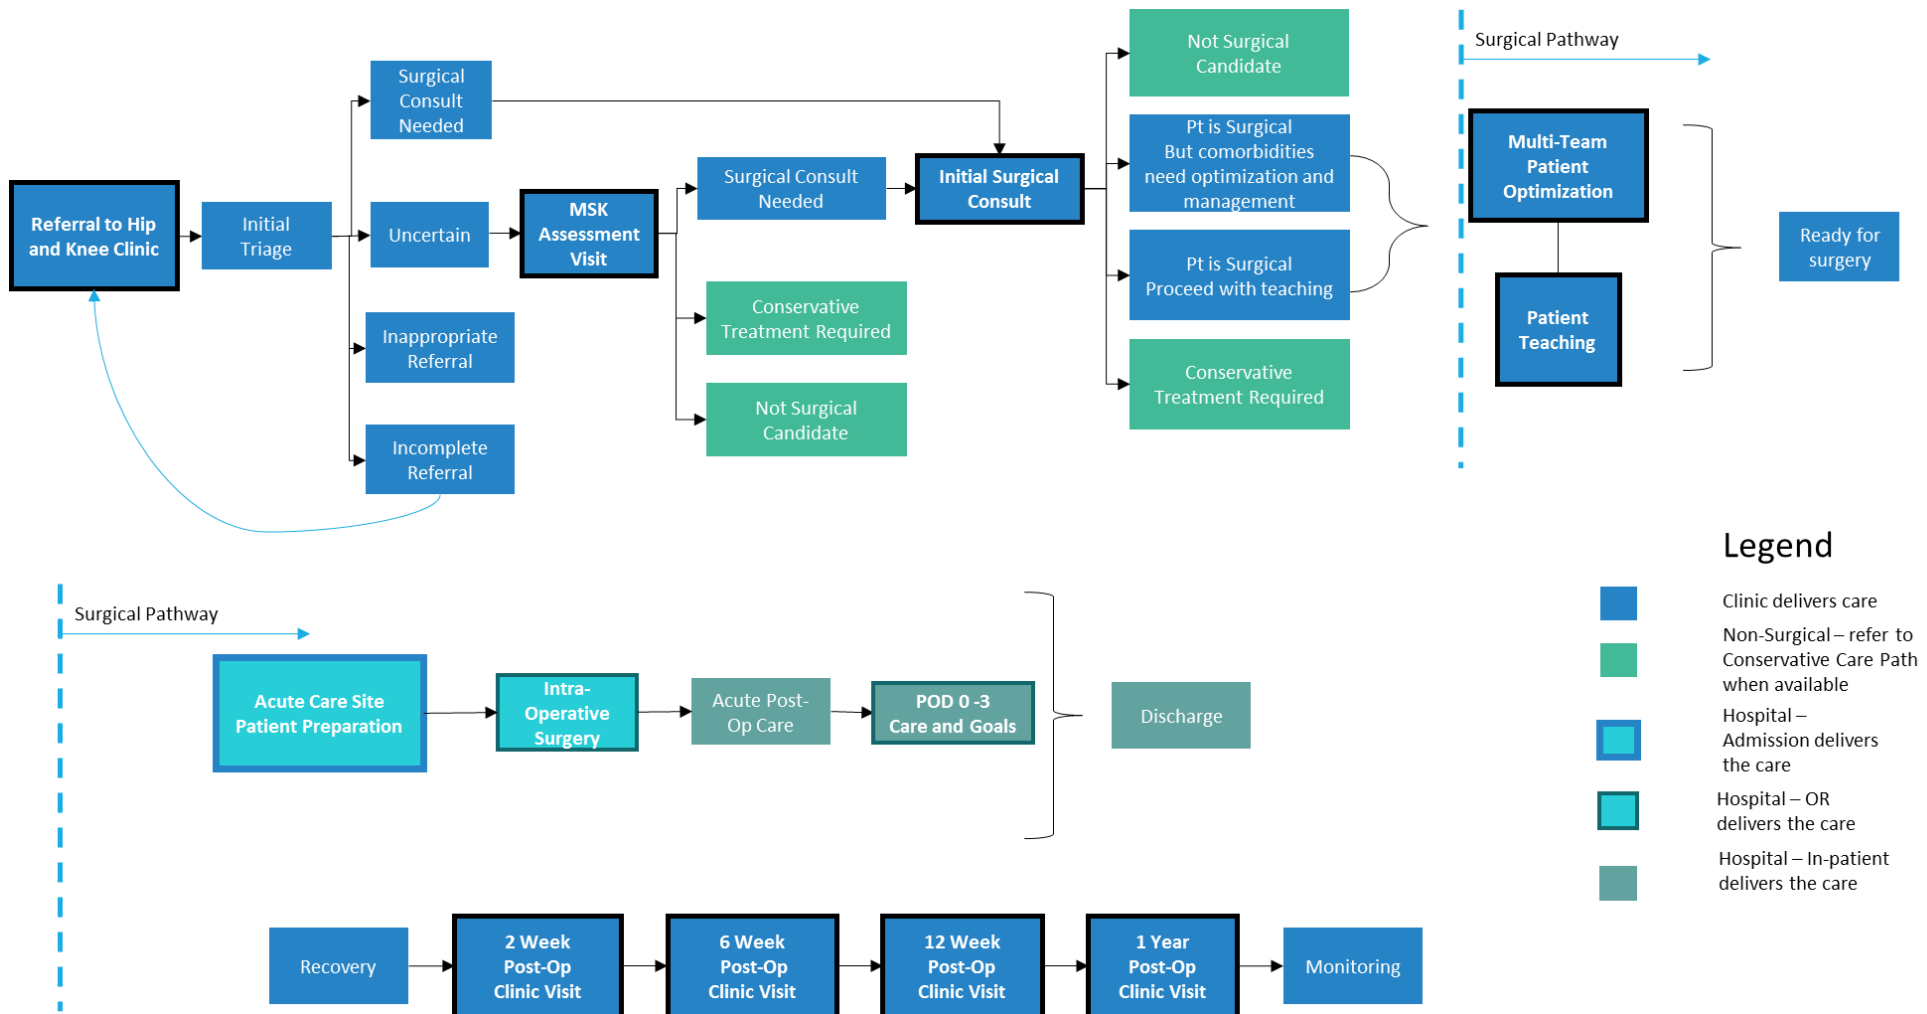 Surgical
Consult
Needed
Not Surgical
Candidate
Surgical Pathway
Referral to Hip
and Knee Clinic
Initial
Triage
Uncertain
MSK
Assessment
Visit
Surgical Consult
Needed
Initial Surgical
Consult
Pt is Surgical
But comorbidities
need optimization and
management
Multi-Team
Patient
Optimization
Ready for
surgery
Pt is Surgical
Proceed with teaching
Patient
Teaching
Inappropriate
Referral
Conservative
Treatment Required
Conservative
Treatment Required
Incomplete
Referral
Not Surgical
Candidate
Legend
Clinic delivers care
Non-Surgical – refer to
Conservative Care Path
when available
Hospital –
Admission delivers
the care
Hospital – OR
delivers the care
Hospital – In-patient
delivers the care
Surgical Pathway
Acute Care Site
Patient Preparation
Intra-
Operative
Surgery
Acute Post-
Op Care
POD 0 -3
Care and Goals
Discharge
Recovery
2 Week
Post-Op
Clinic Visit
6 Week
Post-Op
Clinic Visit
12 Week
Post-Op
Clinic Visit
1 Year
Post-Op
Clinic Visit
Monitoring